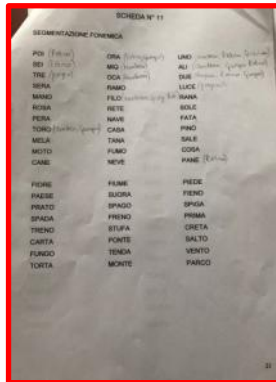 SCHEDA N° 11
SEGMENTAZIONE FONEMICA
POI ORA UNO
SEI MIO ALI
TRE OCA DUE
SERA RAMO LUCE
MANO FILO RANA
ROSA RETE SOLE
PERA NAVE FATA
TORO CASA PINO
MELA TANA SALE
MOTO FUMO COSA
CANE NEVE PANE
FIORE FIUME PIEDE
PAESE SUORA FIENO
PRATO SPAGO SPIGA
SPADA FRENO PRIMA
TRENO STUFA CRETA
CARTA PONTE SALTO
FUNGO TENDA VENTO
TORTA MONTE PARCO